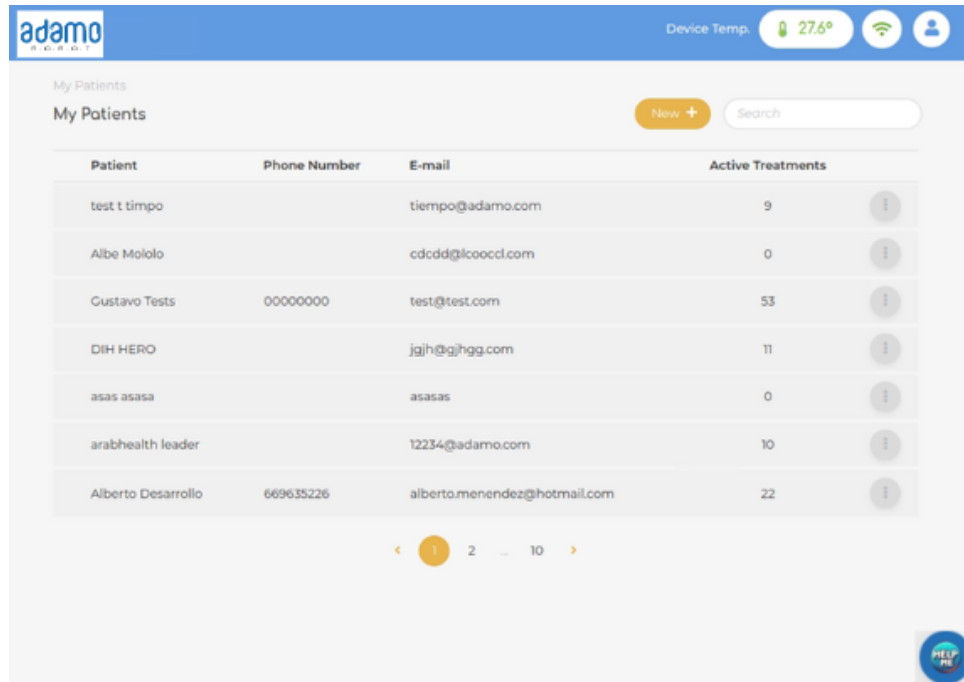 adamo
R.O.B.O.T
Device Temp. 27.6°
My Patients
My Patients
New + Search
Patient Phone Number E-mail Active Treatments
test t timpo tiempo@adamo.com 9
Albe Mololo cdcdd@lcooccl.com 0
Gustavo Tests 00000000 test@test.com 53
DIH HERO jgjh@gjhgg.com 11
asas asasa asasas 0
arabhealth leader 12234@adamo.com 10
Alberto Desarrollo 669635226 alberto.menendez@hotmail.com 22
< 1 2 ... 10 >
HELP
ME